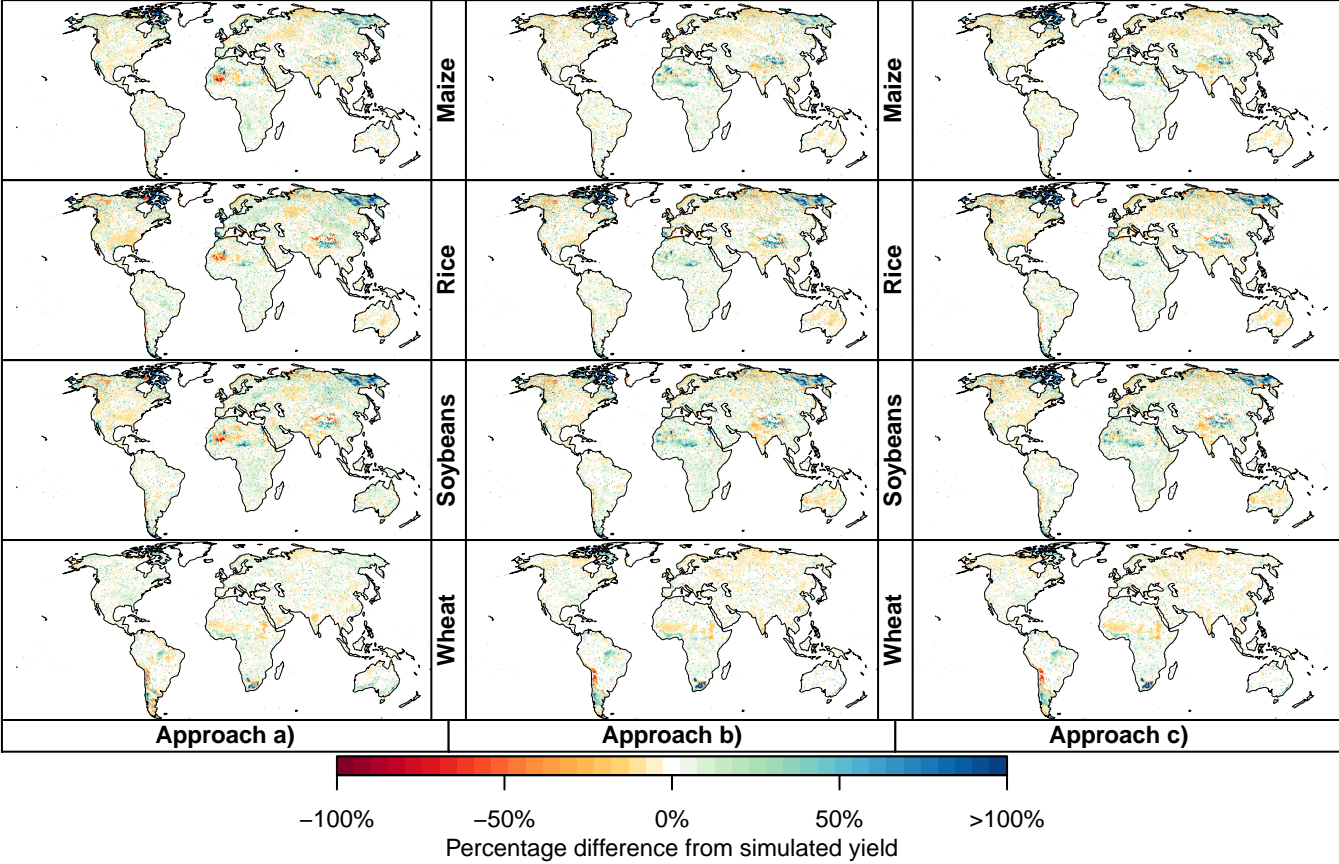 Maize
Maize
Rice
Rice
Soybeans
Soybeans
Wheat
Wheat
Approach a)
Approach b)
Approach c)
−100%
−50%
0%
50%
>100%
Percentage difference from simulated yield